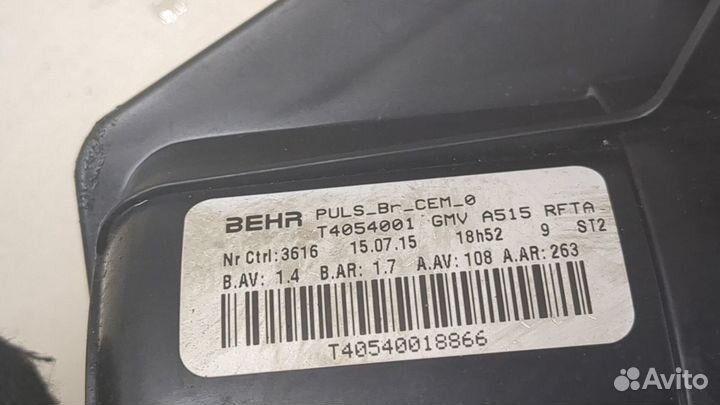 BEHR PULS_Br_CEM_0
T4054001 GMV A515 RFTA
Nr Ctrl:3616 15.07.15 18h52 9 ST2
B.AV: 1.4 B.AR: 1.7 A.AV: 108 A.AR: 263
T40540018866
Avito